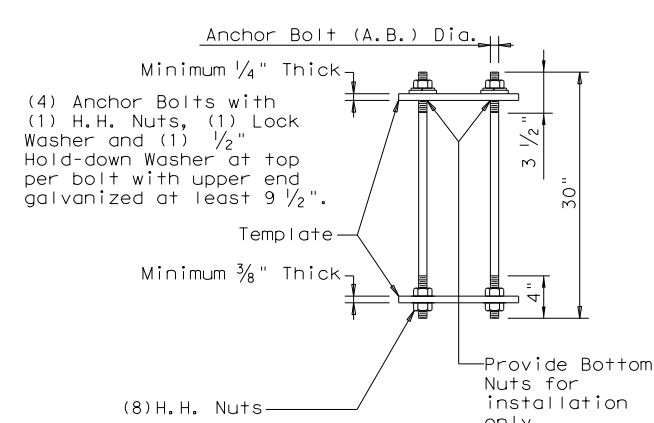 Anchor Bolt (A.B.) Dia.
Minimum 1/4" Thick
(4) Anchor Bolts with
(1) H.H. Nuts, (1) Lock
Washer and (1) 1/2"
Hold-down Washer at top
per bolt with upper end
galvanized at least 9 1/2".
3 1/2"
30"
Template
Minimum 3/8" Thick
4"
Provide Bottom
Nuts for
installation
only
(8)H.H. Nuts